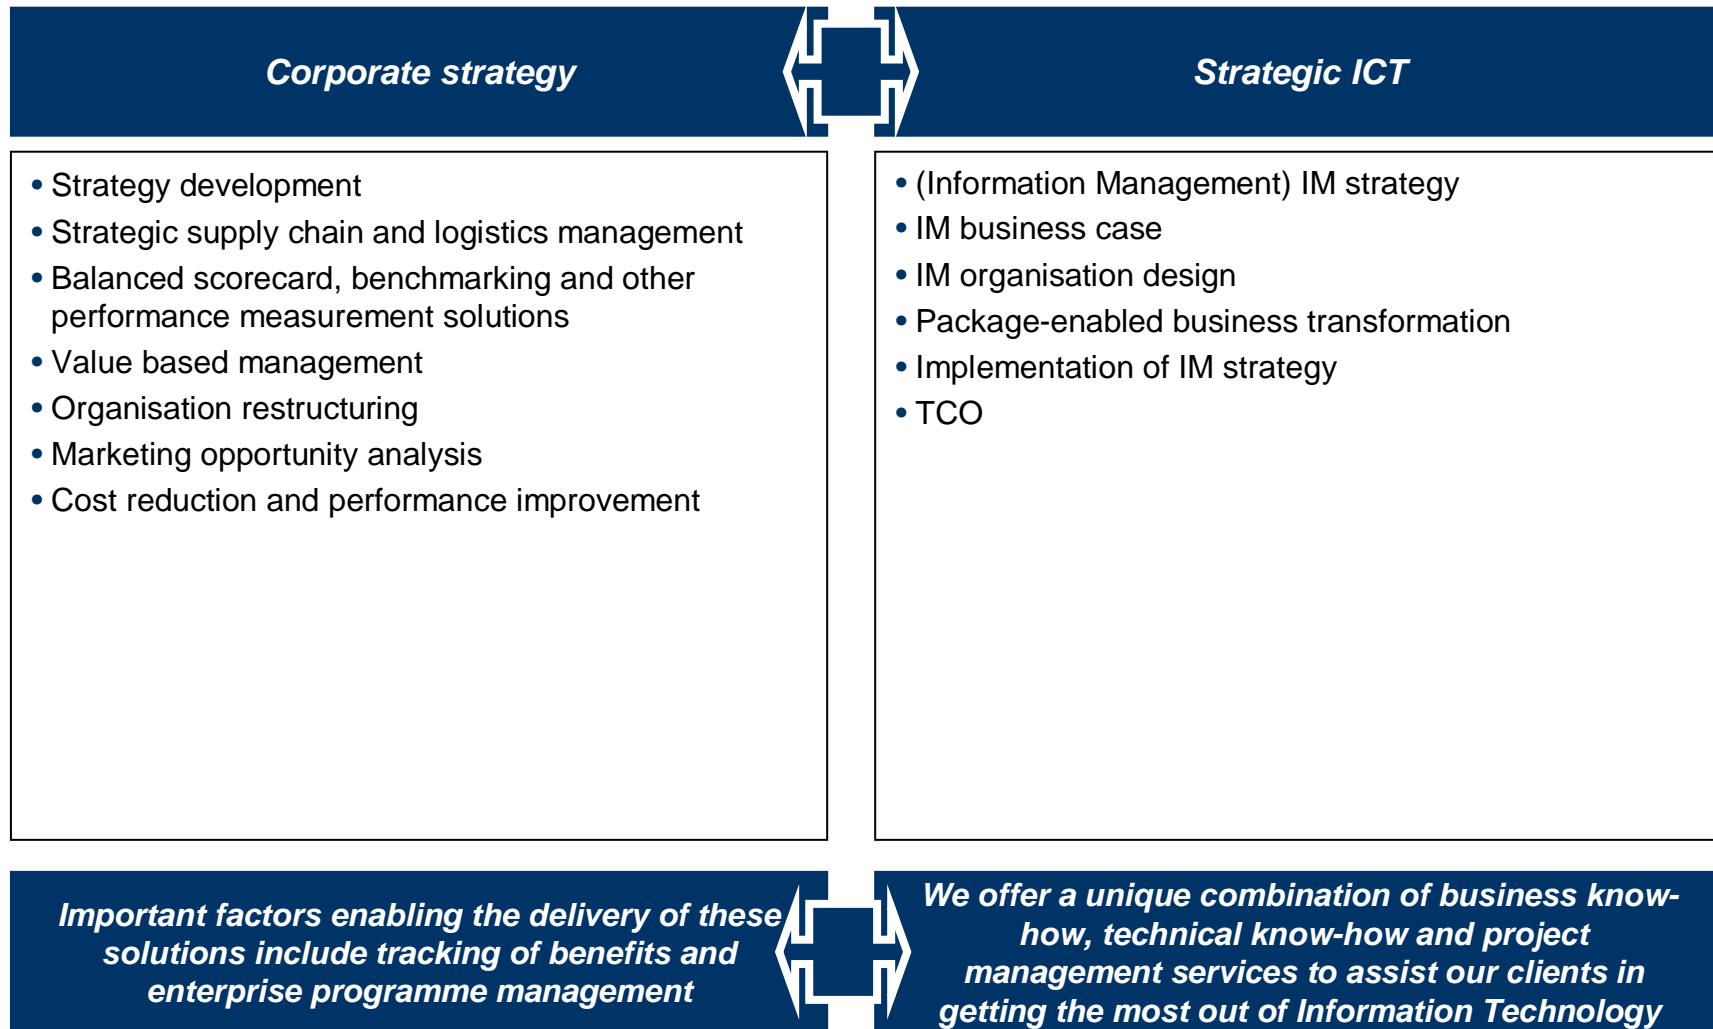 Corporate strategy
Strategic ICT
• Strategy development
• Strategic supply chain and logistics management
• Balanced scorecard, benchmarking and other
performance measurement solutions
• Value based management
• Organisation restructuring
• Marketing opportunity analysis
• Cost reduction and performance improvement
• (Information Management) IM strategy
• IM business case
• IM organisation design
• Package-enabled business transformation
• Implementation of IM strategy
• TCO
Important factors enabling the delivery of these
solutions include tracking of benefits and
enterprise programme management
We offer a unique combination of business know-
how, technical know-how and project
management services to assist our clients in
getting the most out of Information Technology